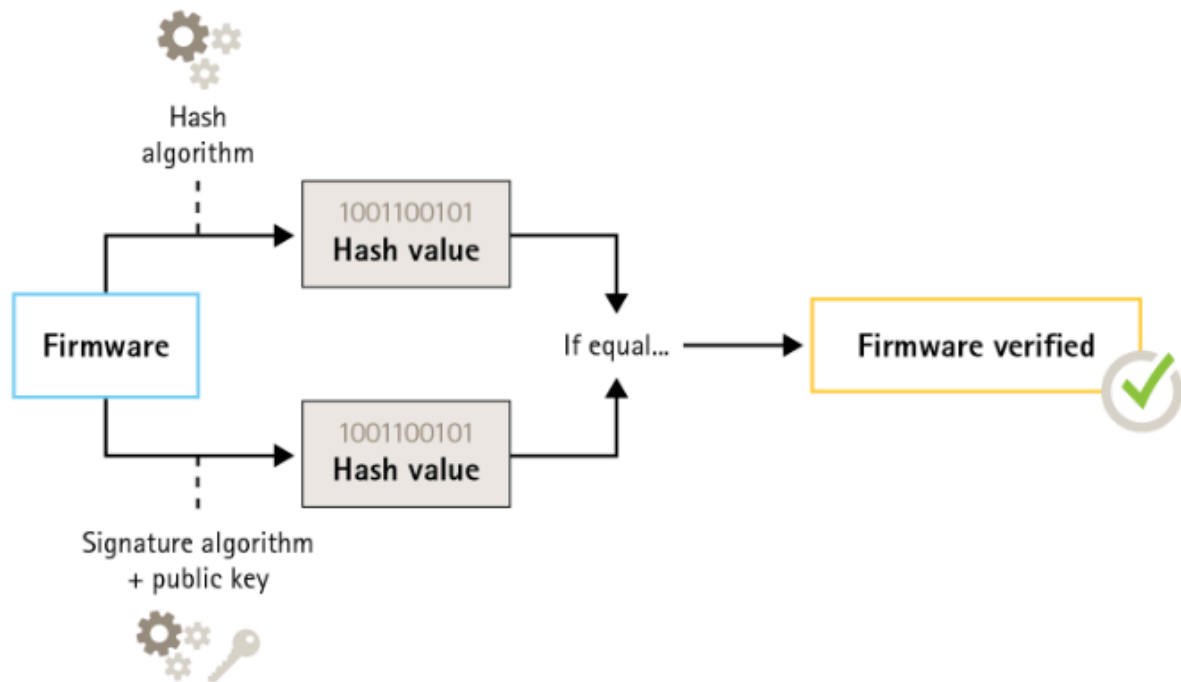 Hash
algorithm
1001100101
Hash value
Firmware
If equal...
Firmware verified
1001100101
Hash value
Signature algorithm
+ public key